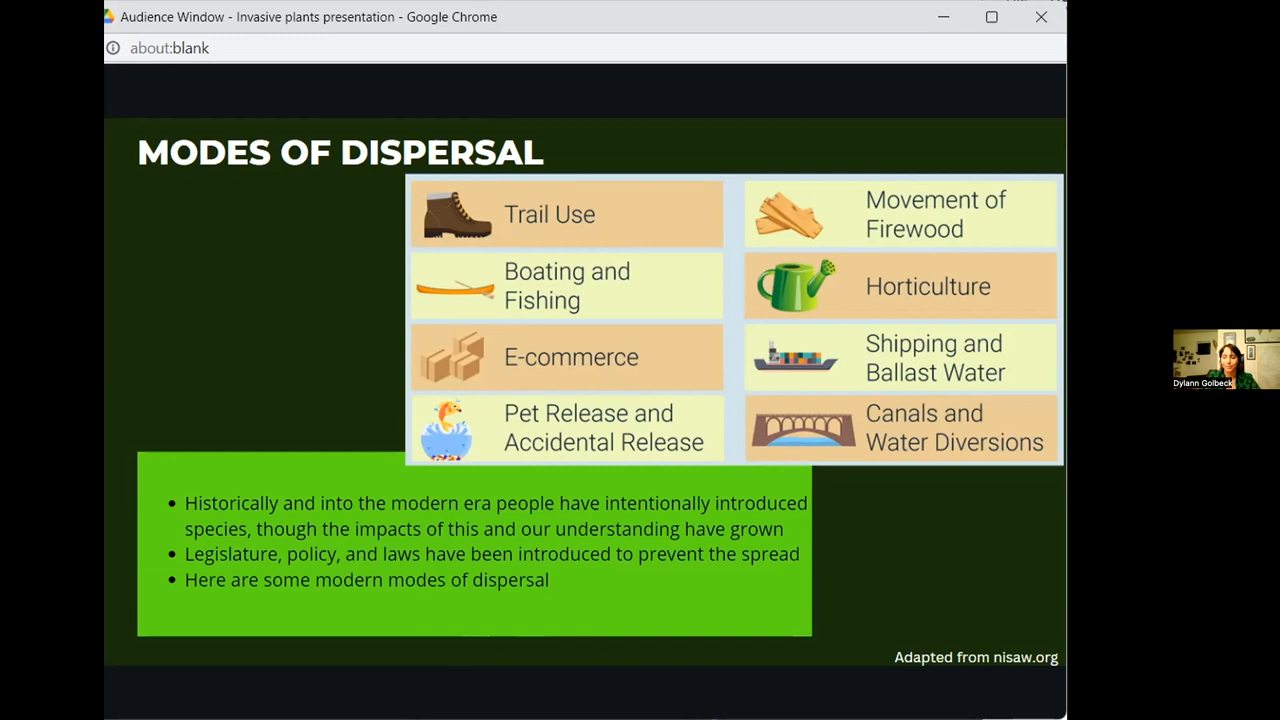 Audience Window - Invasive plants presentation - Google Chrome
about:blank
MODES OF DISPERSAL
Trail Use
Movement of
Firewood
Boating and
Fishing
Horticulture
E-commerce
Shipping and
Ballast Water
Pet Release and
Accidental Release
Canals and
Water Diversions
• Historically and into the modern era people have intentionally introduced
species, though the impacts of this and our understanding have grown
• Legislature, policy, and laws have been introduced to prevent the spread
• Here are some modern modes of dispersal
Adapted from nisaw.org
Dylann Golbeck